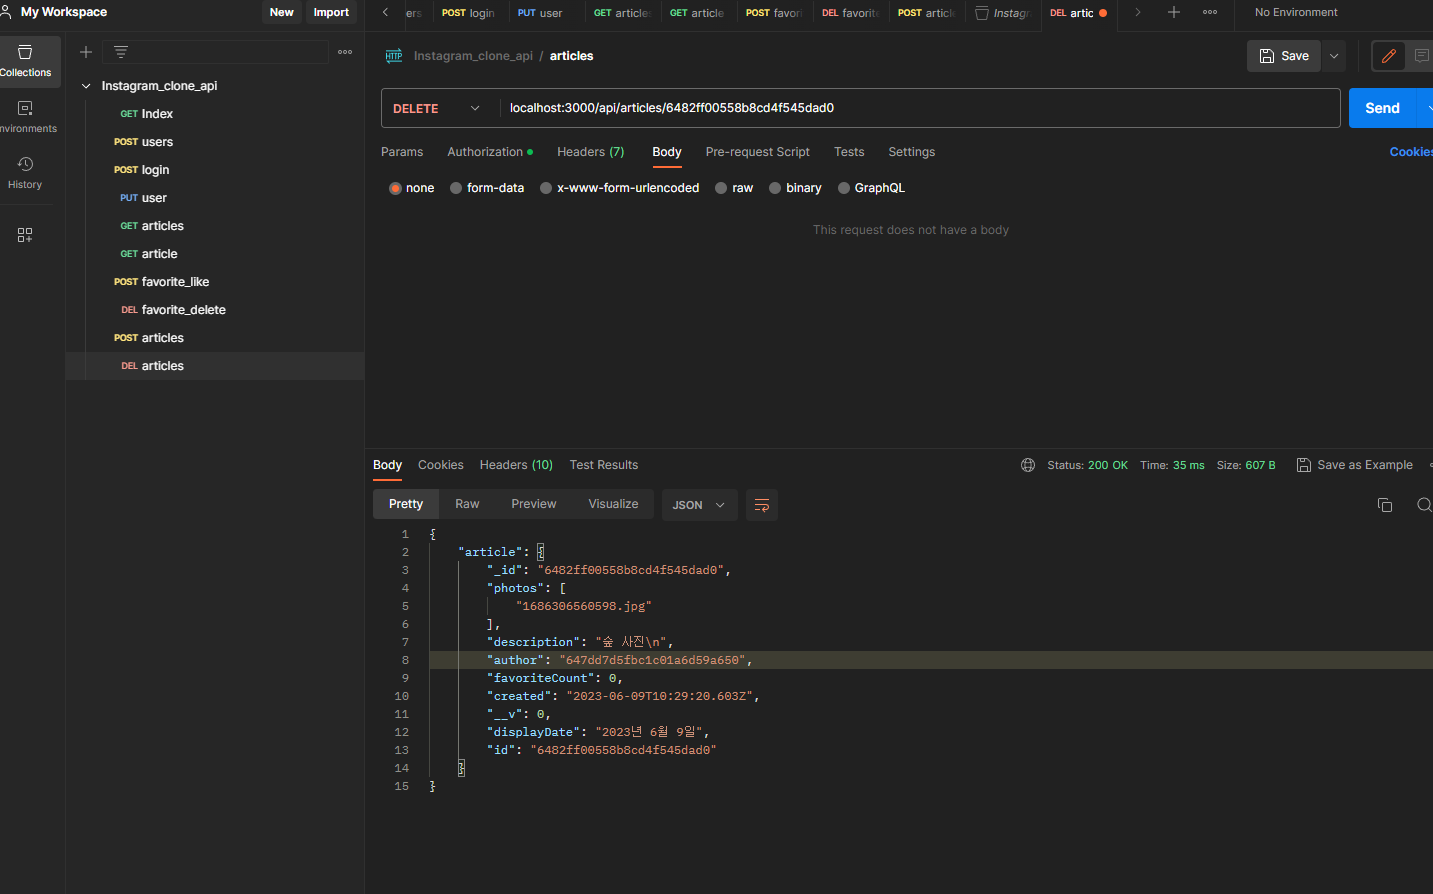 My Workspace
New
Import
ers
POST login
PUT user
GET article
GET article
POST favori
DEL favorite
POST articl
Instagr
DEL artic
No Environment
Collections
nvironments
History
Instagram_clone_api
GET Index
POST users
POST login
PUT user
GET articles
GET article
POST favorite_like
DEL favorite_delete
POST articles
DEL articles
HTTP Instagram_clone_api / articles
Save
DELETE
localhost:3000/api/articles/6482ff00558b8cd4f545dad0
Send
Params
Authorization
Headers (7)
Body
Pre-request Script
Tests
Settings
Cookies
none
form-data
x-www-form-urlencoded
raw
binary
GraphQL
This request does not have a body
Body
Cookies
Headers (10)
Test Results
Status: 200 OK
Time: 35 ms
Size: 607 B
Save as Example
Pretty
Raw
Preview
Visualize
JSON
1 {
2 "article": {
3 "_id": "6482ff00558b8cd4f545dad0",
4 "photos": [
5 "1686306560598.jpg"
6 ],
7 "description": "숲 사진\n",
8 "author": "647dd7d5fbc1c01a6d59a650",
9 "favoriteCount": 0,
10 "created": "2023-06-09T10:29:20.603Z",
11 "__v": 0,
12 "displayDate": "2023년 6월 9일",
13 "id": "6482ff00558b8cd4f545dad0"
14 }
15 }